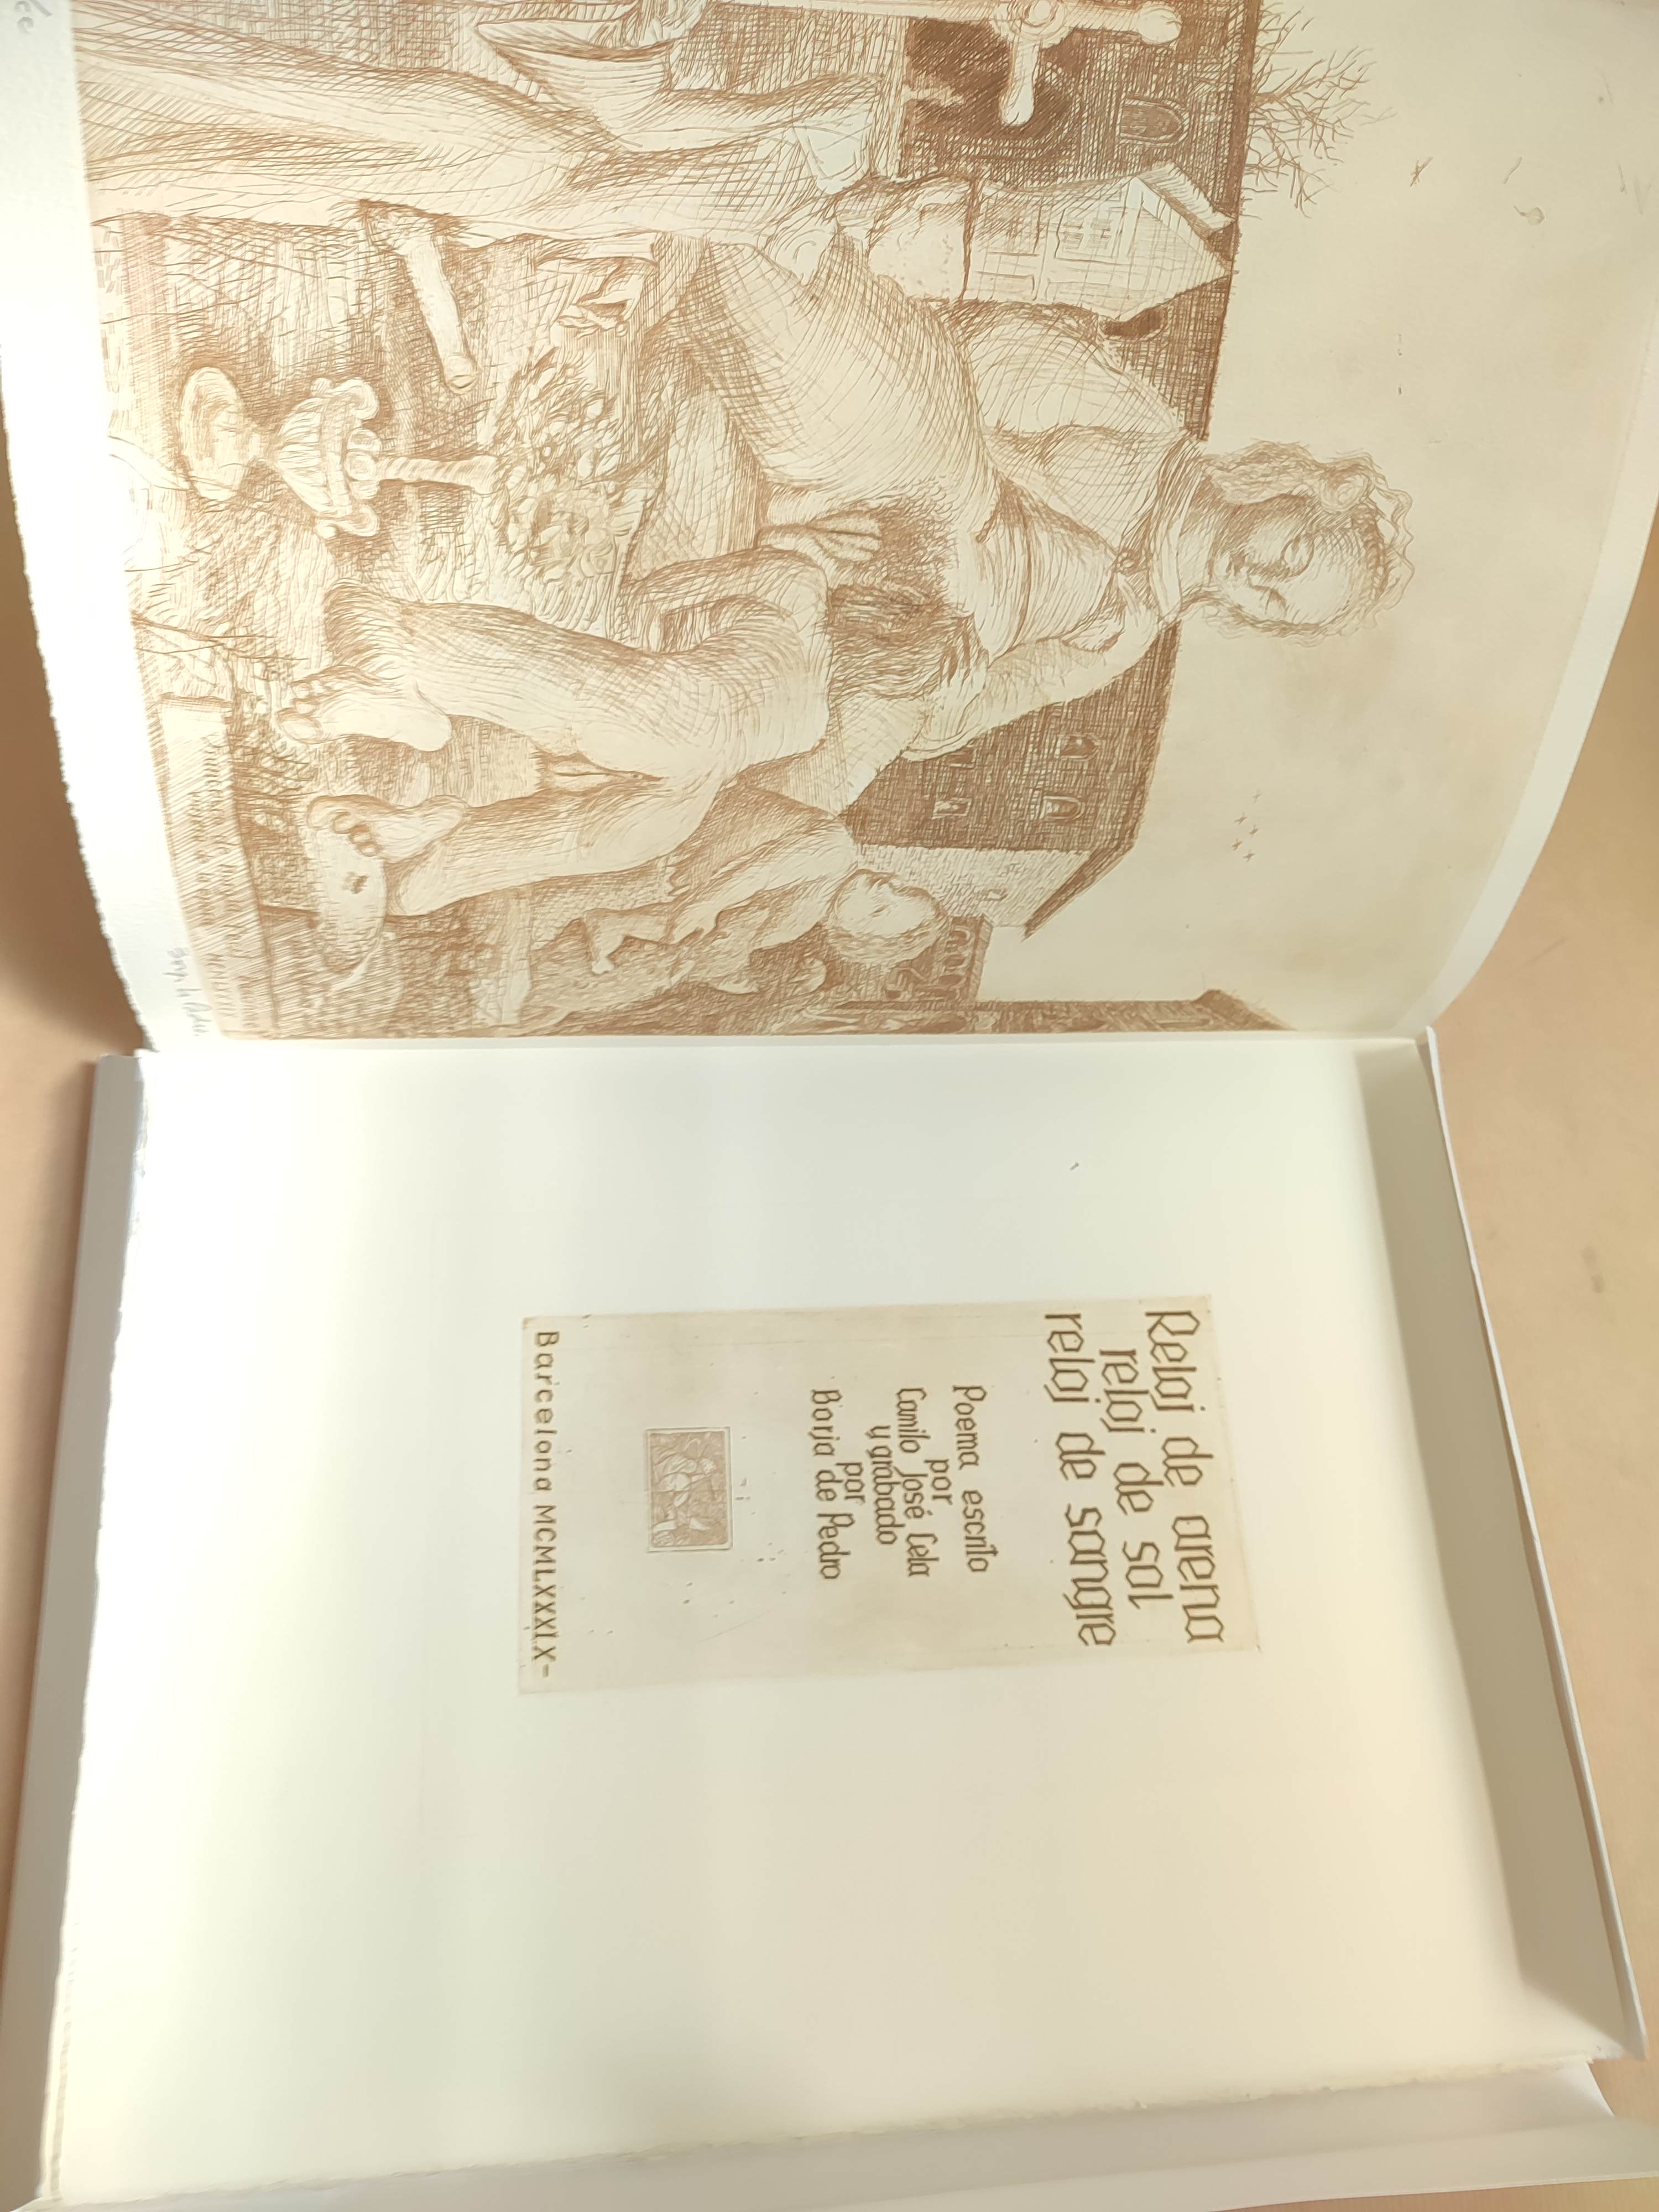 Reloj de arena
reloj de sol
reloj de sangre
Poema escrito
por
Camilo José Cela
y grabado
por
Borja de Pedro
Barcelona MCMLXXXIX-